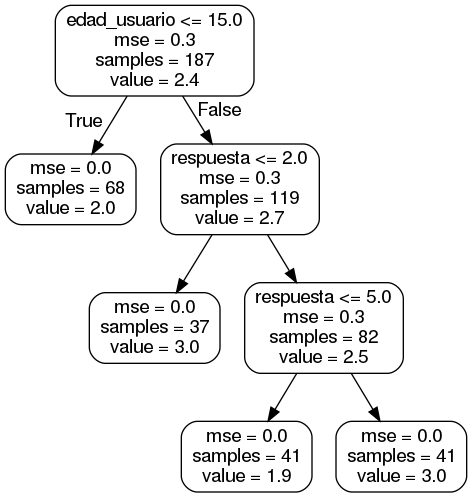 edad_usuario <= 15.0
mse = 0.3
samples = 187
value = 2.4
True
False
mse = 0.0
samples = 68
value = 2.0
respuesta <= 2.0
mse = 0.3
samples = 119
value = 2.7
mse = 0.0
samples = 37
value = 3.0
respuesta <= 5.0
mse = 0.3
samples = 82
value = 2.5
mse = 0.0
samples = 41
value = 1.9
mse = 0.0
samples = 41
value = 3.0